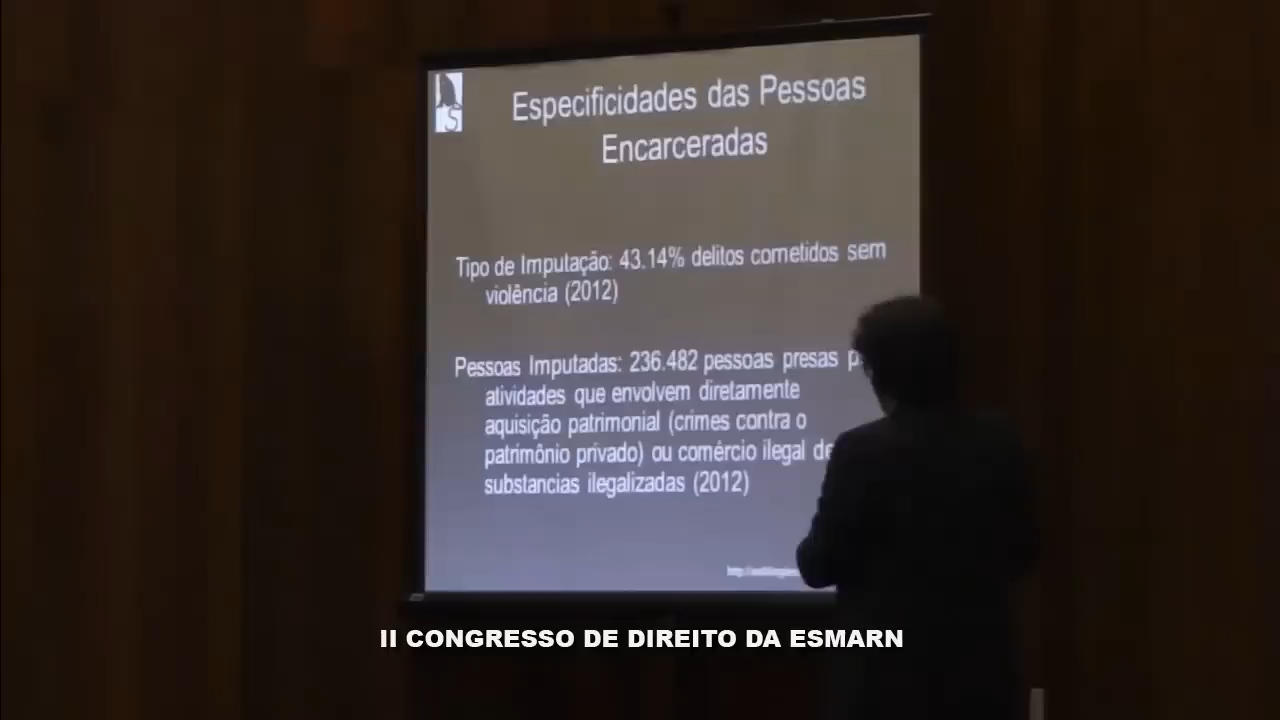 Especificidades das Pessoas
Encarceradas
Tipo de Imputação: 43.14% delitos cometidos sem
violência (2012)
Pessoas Imputadas: 236.482 pessoas presas
atividades que envolvem diretamente
aquisição patrimonial (crimes contra o
patrimônio privado) ou comércio ilegal de
substancias ilegalizadas (2012)
II CONGRESSO DE DIREITO DA ESMARN